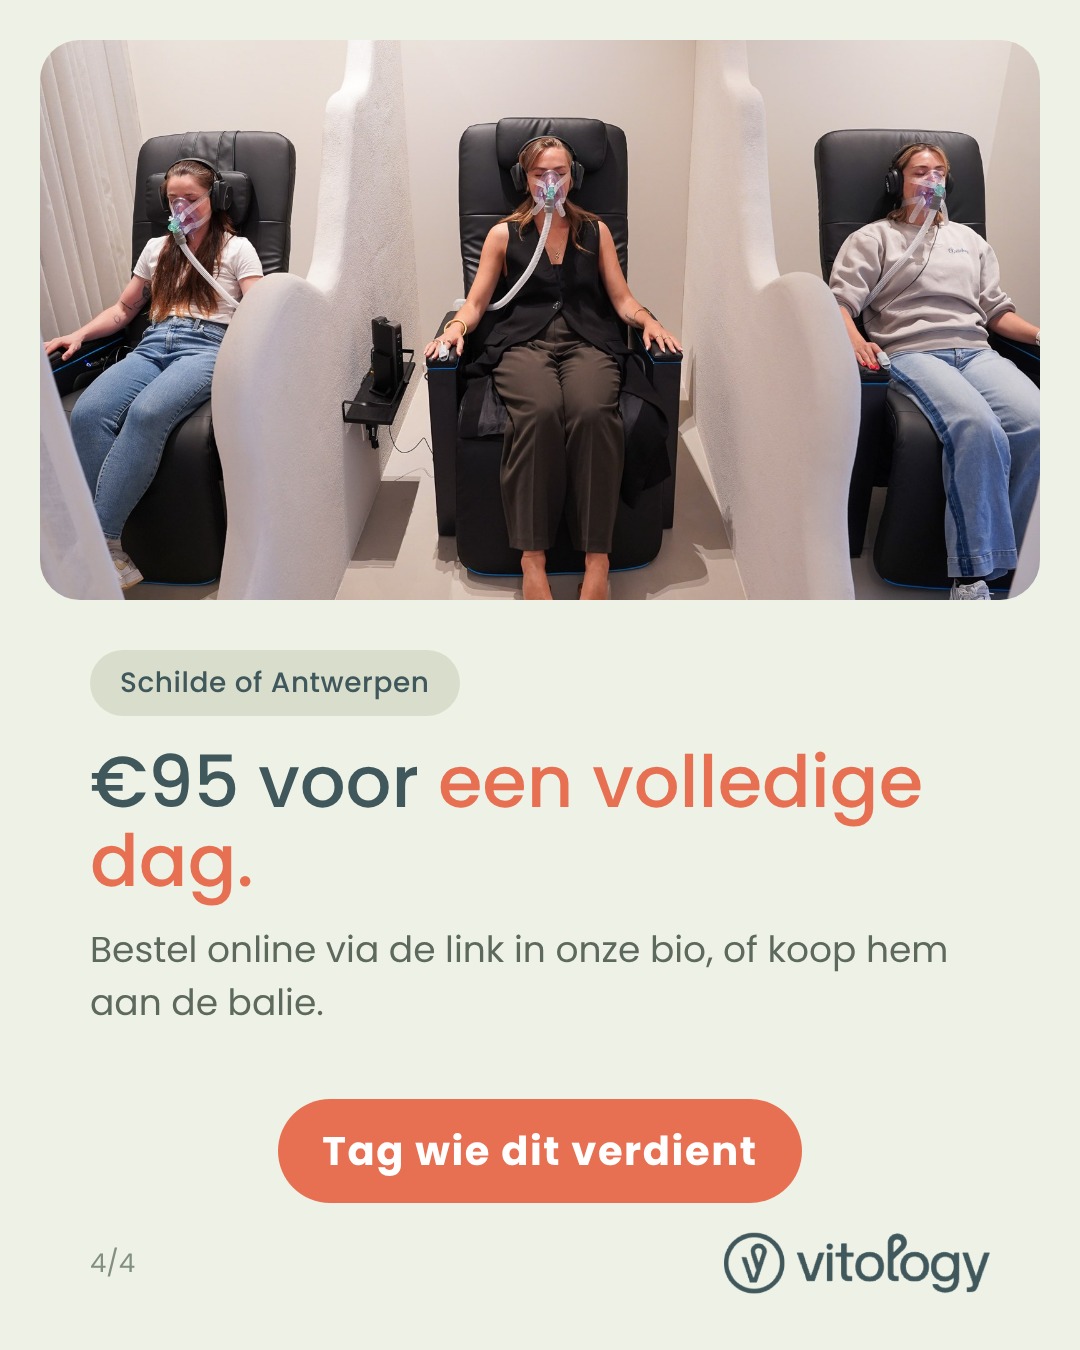 Schilde of Antwerpen
€95 voor een volledige
dag.
Bestel online via de link in onze bio, of koop hem
aan de balie.
Tag wie dit verdient
4/4
vitology